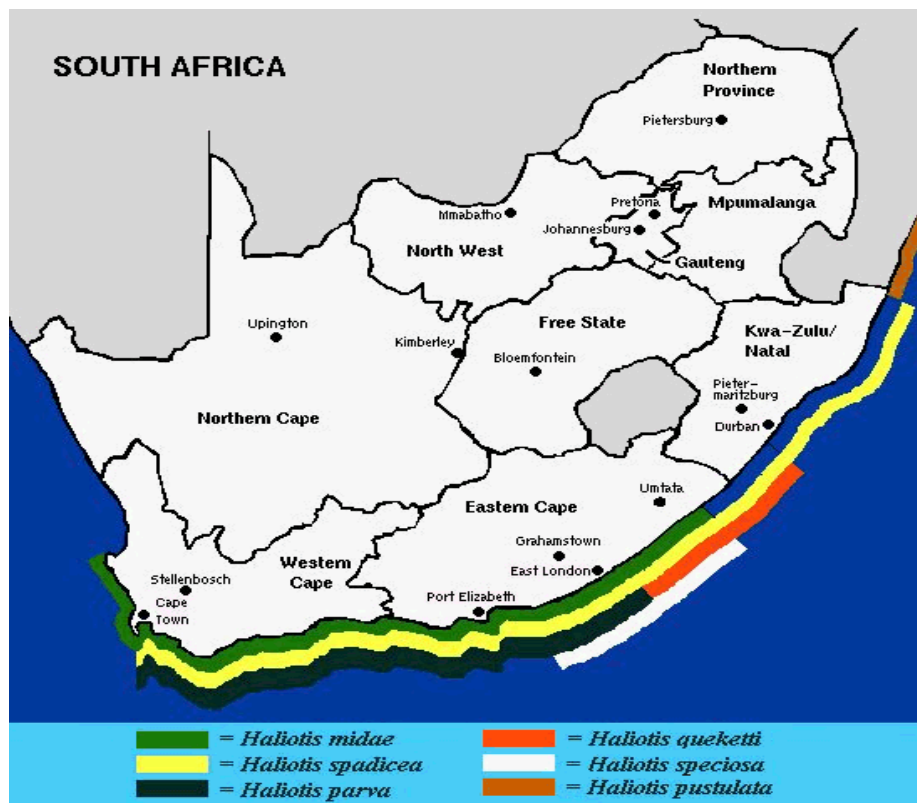 SOUTH AFRICA
Northern
Province
Pietersburg
Mmabatho
North West
Pretoria
Johannesburg
Mpumalanga
Gauteng
Upington
Kimberley
Free State
Bloemfontein
Kwa-Zulu/
Natal
Pieter-
maritzburg
Durban
Northern Cape
Umtata
Eastern Cape
Grahamstown
East London
Western
Cape
Stellenbosch
Cape
Town
Port Elizabeth
= Haliotis midae
= Haliotis spadicea
= Haliotis parva
= Haliotis queketti
= Haliotis speciosa
= Haliotis pustulata